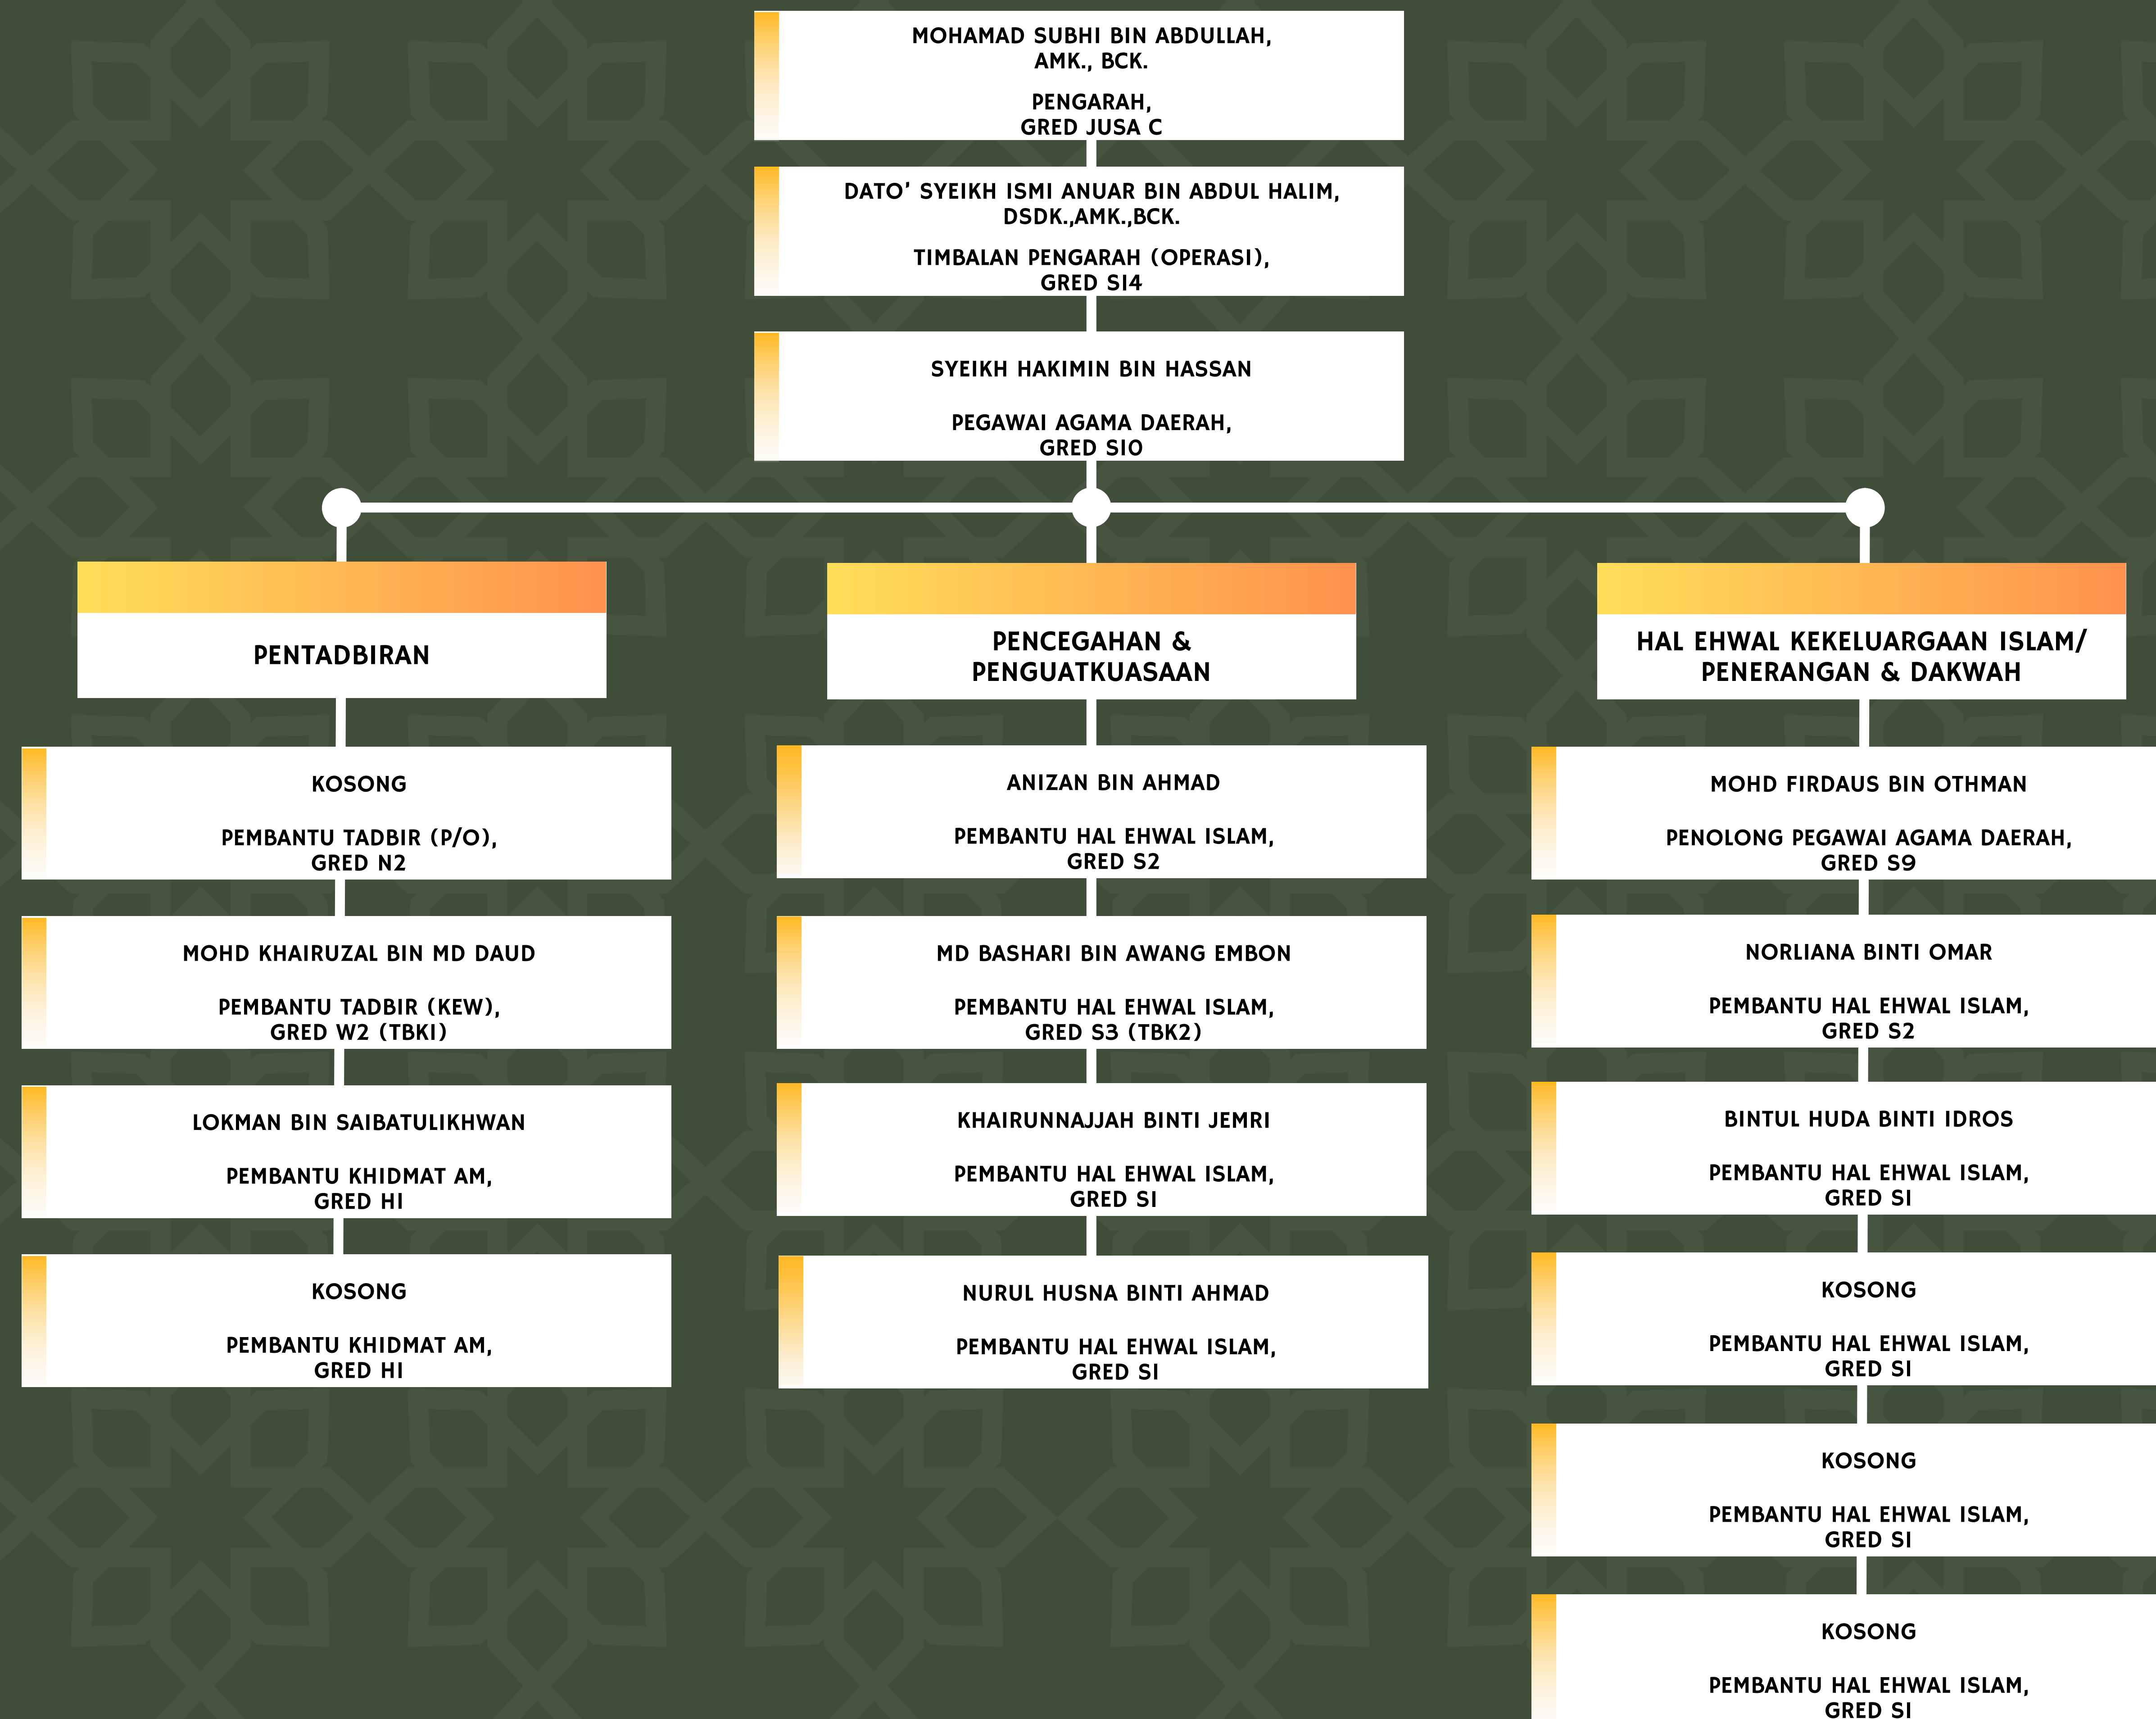 MOHAMAD SUBHI BIN ABDULLAH,
AMK., BCK.
PENGARAH,
GRED JUSA C
DATO' SYEIKH ISMI ANUAR BIN ABDUL HALIM,
DSDK.,AMK.,BCK.
TIMBALAN PENGARAH (OPERASI),
GRED S14
SYEIKH HAKIMIN BIN HASSAN
PEGAWAI AGAMA DAERAH,
GRED S10
PENTADBIRAN
KOSONG
PEMBANTU TADBIR (P/O),
GRED N2
MOHD KHAIRUZAL BIN MD DAUD
PEMBANTU TADBIR (KEW),
GRED W2 (TBK1)
LOKMAN BIN SAIBATULIKHWAN
PEMBANTU KHIDMAT AM,
GRED H1
KOSONG
PEMBANTU KHIDMAT AM,
GRED H1
PENCEGAHAN &
PENGUATKUASAAN
ANIZAN BIN AHMAD
PEMBANTU HAL EHWAL ISLAM,
GRED S2
MD BASHARI BIN AWANG EMBON
PEMBANTU HAL EHWAL ISLAM,
GRED S3 (TBK2)
KHAIRUNNAJJAH BINTI JEMRI
PEMBANTU HAL EHWAL ISLAM,
GRED S1
NURUL HUSNA BINTI AHMAD
PEMBANTU HAL EHWAL ISLAM,
GRED S1
HAL EHWAL KEKELUARGAAN ISLAM/
PENERANGAN & DAKWAH
MOHD FIRDAUS BIN OTHMAN
PENOLONG PEGAWAI AGAMA DAERAH,
GRED S9
NORLIANA BINTI OMAR
PEMBANTU HAL EHWAL ISLAM,
GRED S2
BINTUL HUDA BINTI IDROS
PEMBANTU HAL EHWAL ISLAM,
GRED S1
KOSONG
PEMBANTU HAL EHWAL ISLAM,
GRED S1
KOSONG
PEMBANTU HAL EHWAL ISLAM,
GRED S1
KOSONG
PEMBANTU HAL EHWAL ISLAM,
GRED S1